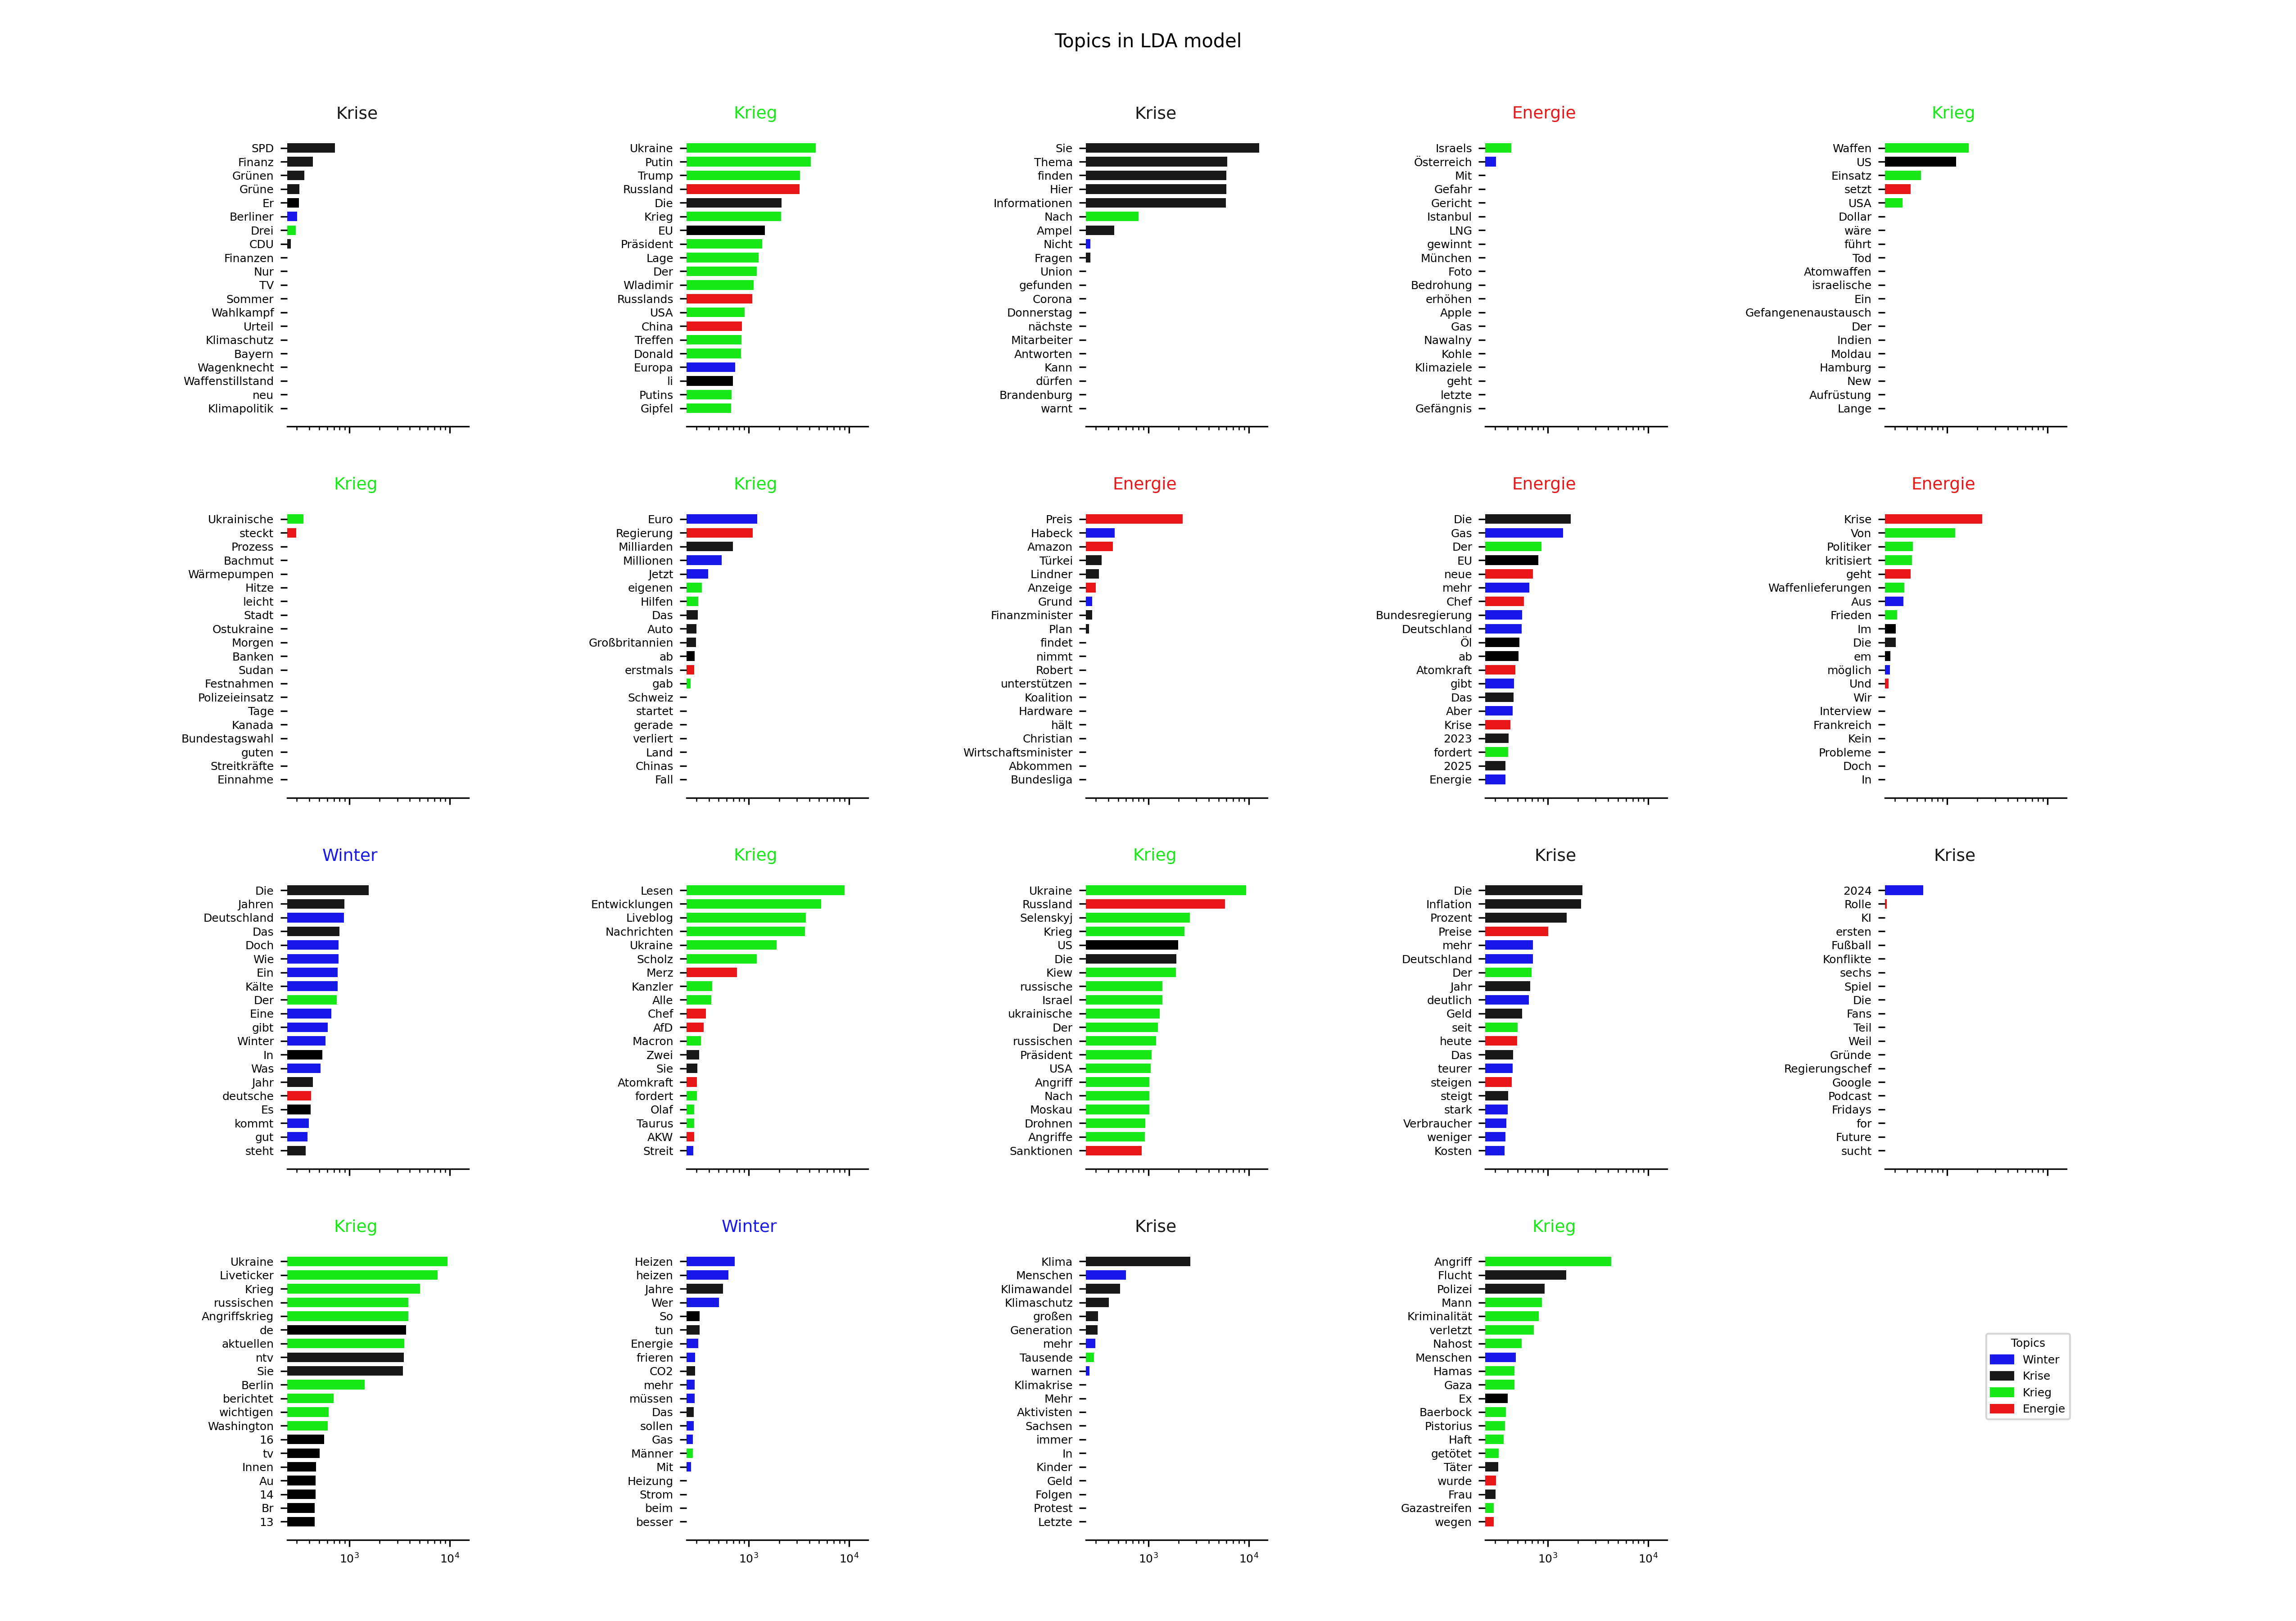 Topics in LDA model
Krise
SPD
Finanz
Grünen
Grüne
Er
Berliner
Drei
CDU
Finanzen
Nur
TV
Sommer
Wahlkampf
Urteil
Klimaschutz
Bayern
Wagenknecht
Waffenstillstand
neu
Klimapolitik
Krieg
Ukraine
Putin
Trump
Russland
Die
Krieg
EU
Präsident
Lage
Der
Wladimir
Russlands
USA
China
Treffen
Donald
Europa
li
Putins
Gipfel
Krise
Sie
Thema
finden
Hier
Informationen
Nach
Ampel
Nicht
Fragen
Union
gefunden
Corona
Donnerstag
nächste
Mitarbeiter
Antworten
Kann
dürfen
Brandenburg
warnt
Energie
Israels
Österreich
Mit
Gefahr
Gericht
Istanbul
LNG
gewinnt
München
Foto
Bedrohung
erhöhen
Apple
Gas
Nawalny
Kohle
Klimaziele
geht
letzte
Gefängnis
Krieg
Waffen
US
Einsatz
setzt
USA
Dollar
wäre
führt
Tod
Atomwaffen
israelische
Ein
Gefangenenaustausch
Der
Indien
Moldau
Hamburg
New
Aufrüstung
Lange
Krieg
Ukrainische
steckt
Prozess
Bachmut
Wärmepumpen
Hitze
leicht
Stadt
Ostukraine
Morgen
Banken
Sudan
Festnahmen
Polizeieinsatz
Tage
Kanada
Bundestagswahl
guten
Streitkräfte
Einnahme
Krieg
Euro
Regierung
Milliarden
Millionen
Jetzt
eigenen
Hilfen
Das
Auto
Großbritannien
ab
erstmals
gab
Schweiz
startet
gerade
verliert
Land
Chinas
Fall
Energie
Preis
Habeck
Amazon
Türkei
Lindner
Anzeige
Grund
Finanzminister
Plan
findet
nimmt
Robert
unterstützen
Koalition
Hardware
hält
Christian
Wirtschaftsminister
Abkommen
Bundesliga
Energie
Die
Gas
Der
EU
neue
mehr
Chef
Bundesregierung
Deutschland
Öl
ab
Atomkraft
gibt
Das
Aber
Krise
2023
fordert
2025
Energie
Energie
Krise
Von
Politiker
kritisiert
geht
Waffenlieferungen
Aus
Frieden
Im
Die
em
möglich
Und
Wir
Interview
Frankreich
Kein
Probleme
Doch
In
Winter
Die
Jahren
Deutschland
Das
Doch
Wie
Ein
Kälte
Der
Eine
gibt
Winter
In
Was
Jahr
deutsche
Es
kommt
gut
steht
Krieg
Lesen
Entwicklungen
Liveblog
Nachrichten
Ukraine
Scholz
Merz
Kanzler
Alle
Chef
AfD
Macron
Zwei
Sie
Atomkraft
fordert
Olaf
Taurus
AKW
Streit
Krieg
Ukraine
Russland
Selenskyj
Krieg
US
Die
Kiew
russische
Israel
ukrainische
Der
russischen
Präsident
USA
Angriff
Nach
Moskau
Drohnen
Angriffe
Sanktionen
Krise
Die
Inflation
Prozent
Preise
mehr
Deutschland
Der
Jahr
deutlich
Geld
seit
heute
Das
teurer
steigen
steigt
stark
Verbraucher
weniger
Kosten
Krise
2024
Rolle
KI
ersten
Fußball
Konflikte
sechs
Spiel
Die
Fans
Teil
Weil
Gründe
Regierungschef
Google
Podcast
Fridays
for
Future
sucht
Krieg
Ukraine
Liveticker
Krieg
russischen
Angriffskrieg
de
aktuellen
ntv
Sie
Berlin
berichtet
wichtigen
Washington
16
tv
Innen
Au
14
Br
13
10³
10⁴
Winter
Heizen
heizen
Jahre
Wer
So
tun
Energie
frieren
CO2
mehr
müssen
Das
sollen
Gas
Männer
Mit
Heizung
Strom
beim
besser
10³
10⁴
Krise
Klima
Menschen
Klimawandel
Klimaschutz
großen
Generation
mehr
Tausende
warnen
Klimakrise
Mehr
Aktivisten
Sachsen
immer
In
Kinder
Geld
Folgen
Protest
Letzte
10³
10⁴
Krieg
Angriff
Flucht
Polizei
Mann
Kriminalität
verletzt
Nahost
Menschen
Hamas
Gaza
Ex
Baerbock
Pistorius
Haft
getötet
Täter
wurde
Frau
Gazastreifen
wegen
10³
10⁴
Topics
Winter
Krise
Krieg
Energie